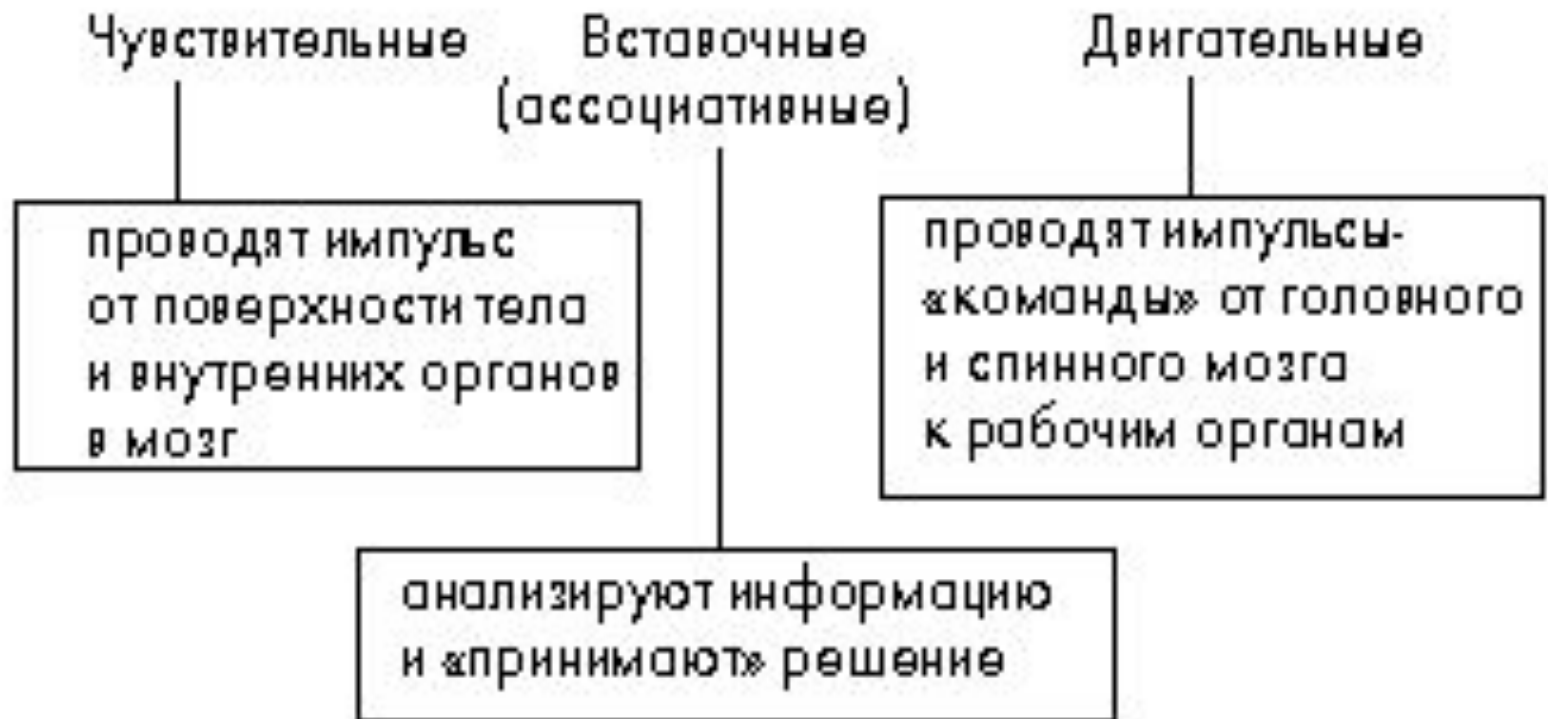 Чувствительные
Вставочные
(ассоциативные)
Двигательные
проводят импульс
от поверхности тела
и внутренних органов
в мозг
проводят импульсы-
«команды» от головного
и спинного мозга
к рабочим органам
анализируют информацию
и «принимают» решение